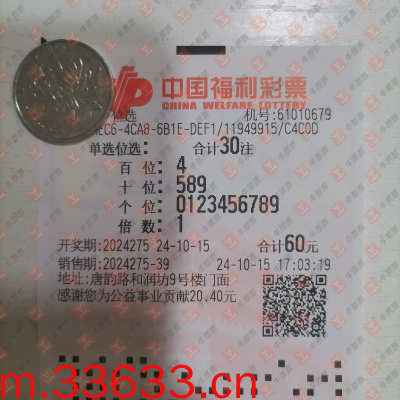 中国福利彩票
CHINA WELFARE LOTTERY
位选 机号:61010679
EC6-4CA8-6B1E-DEF1/11949915/C4C0D
单选位选: 合计30注
百 位: 4
十 位: 589
个 位: 0123456789
倍 数: 1
开奖期:2024275 24-10-15 合计60元
销售期:2024275-39 24-10-15 17:03:19
地址:唐韵路和润坊9号楼门面
感谢您为公益事业贡献20.40元.
m.33633.cn